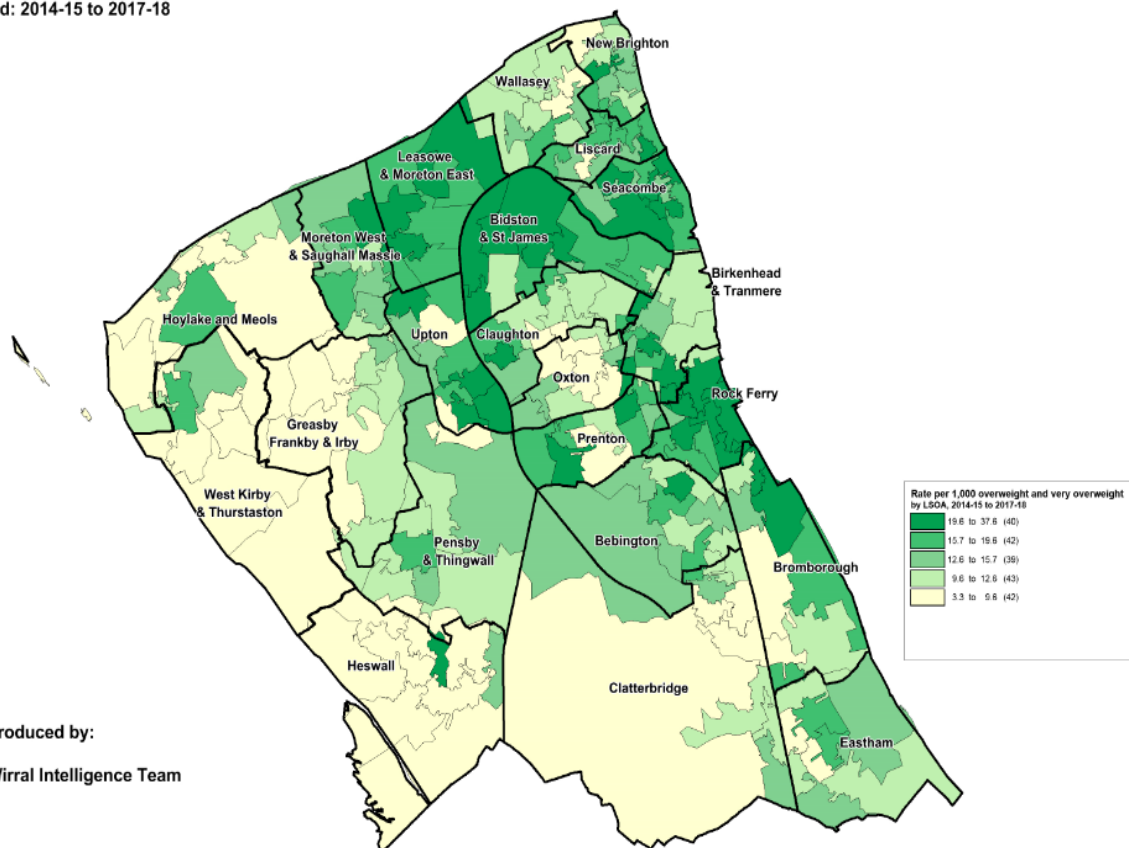 d: 2014-15 to 2017-18
New Brighton
Wallasey
Liscard
Leasowe
& Moreton East
Seacombe
Bidston
& St James
Moreton West
& Saughall Massie
Birkenhead
& Tranmere
Hoylake and Meols
Upton
Claughton
Oxton
Rock Ferry
Greasby
Frankby & Irby
Prenton
West Kirby
& Thurstaston
Pensby
& Thingwall
Bebington
Bromborough
Heswall
Clatterbridge
Eastham
Rate per 1,000 overweight and very overweight
by LSOA, 2014-15 to 2017-18
19.6 to 37.6 (40)
15.7 to 19.6 (42)
12.6 to 15.7 (39)
9.6 to 12.6 (43)
3.3 to 9.6 (42)
roduced by:
Virral Intelligence Team